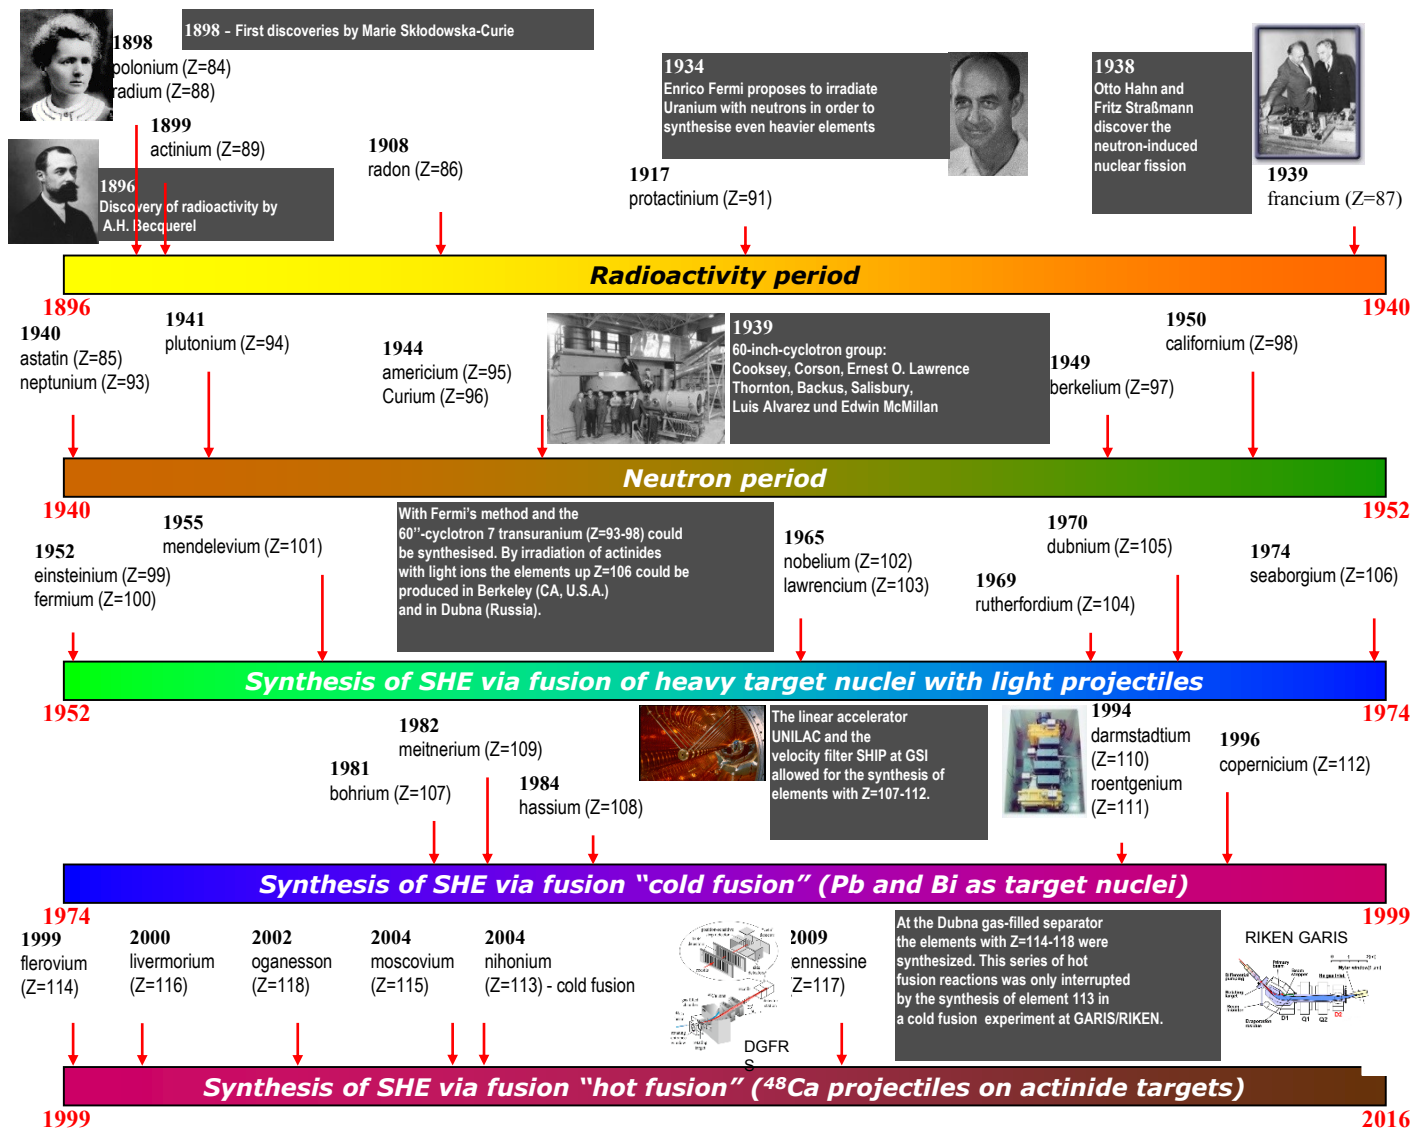 1898 - First discoveries by Marie Skłodowska-Curie
1898
polonium (Z=84)
radium (Z=88)
1899
actinium (Z=89)
1896
Discovery of radioactivity by
A.H. Becquerel
1908
radon (Z=86)
1917
protactinium (Z=91)
1934
Enrico Fermi proposes to irradiate
Uranium with neutrons in order to
synthesise even heavier elements
1938
Otto Hahn and
Fritz Straßmann
discover the
neutron-induced
nuclear fission
1939
francium (Z=87)
Radioactivity period
1896
1940
1940
astatin (Z=85)
neptunium (Z=93)
1941
plutonium (Z=94)
1944
americium (Z=95)
Curium (Z=96)
1939
60-inch-cyclotron group:
Cooksey, Corson, Ernest O. Lawrence
Thornton, Backus, Salisbury,
Luis Alvarez und Edwin McMillan
1949
berkelium (Z=97)
1950
californium (Z=98)
Neutron period
1940
1952
1952
einsteinium (Z=99)
fermium (Z=100)
1955
mendelevium (Z=101)
With Fermi's method and the
60''-cyclotron 7 transuranium (Z=93-98) could
be synthesised. By irradiation of actinides
with light ions the elements up Z=106 could be
produced in Berkeley (CA, U.S.A.)
and in Dubna (Russia).
1965
nobelium (Z=102)
lawrencium (Z=103)
1969
rutherfordium (Z=104)
1970
dubnium (Z=105)
1974
seaborgium (Z=106)
Synthesis of SHE via fusion of heavy target nuclei with light projectiles
1952
1974
1981
bohrium (Z=107)
1982
meitnerium (Z=109)
1984
hassium (Z=108)
The linear accelerator
UNILAC and the
velocity filter SHIP at GSI
allowed for the synthesis of
elements with Z=107-112.
1994
darmstadtium
(Z=110)
roentgenium
(Z=111)
1996
copernicium (Z=112)
Synthesis of SHE via fusion “cold fusion” (Pb and Bi as target nuclei)
1974
1999
1999
flerovium
(Z=114)
2000
livermorium
(Z=116)
2002
oganesson
(Z=118)
2004
moscovium
(Z=115)
2004
nihonium
(Z=113) - cold fusion
DGFR
S
2009
ennessine
(Z=117)
At the Dubna gas-filled separator
the elements with Z=114-118 were
synthesized. This series of hot
fusion reactions was only interrupted
by the synthesis of element 113 in
a cold fusion experiment at GARIS/RIKEN.
RIKEN GARIS
D1 Q1 Q2 D2
Synthesis of SHE via fusion “hot fusion” (⁴⁸Ca projectiles on actinide targets)
1999
2016